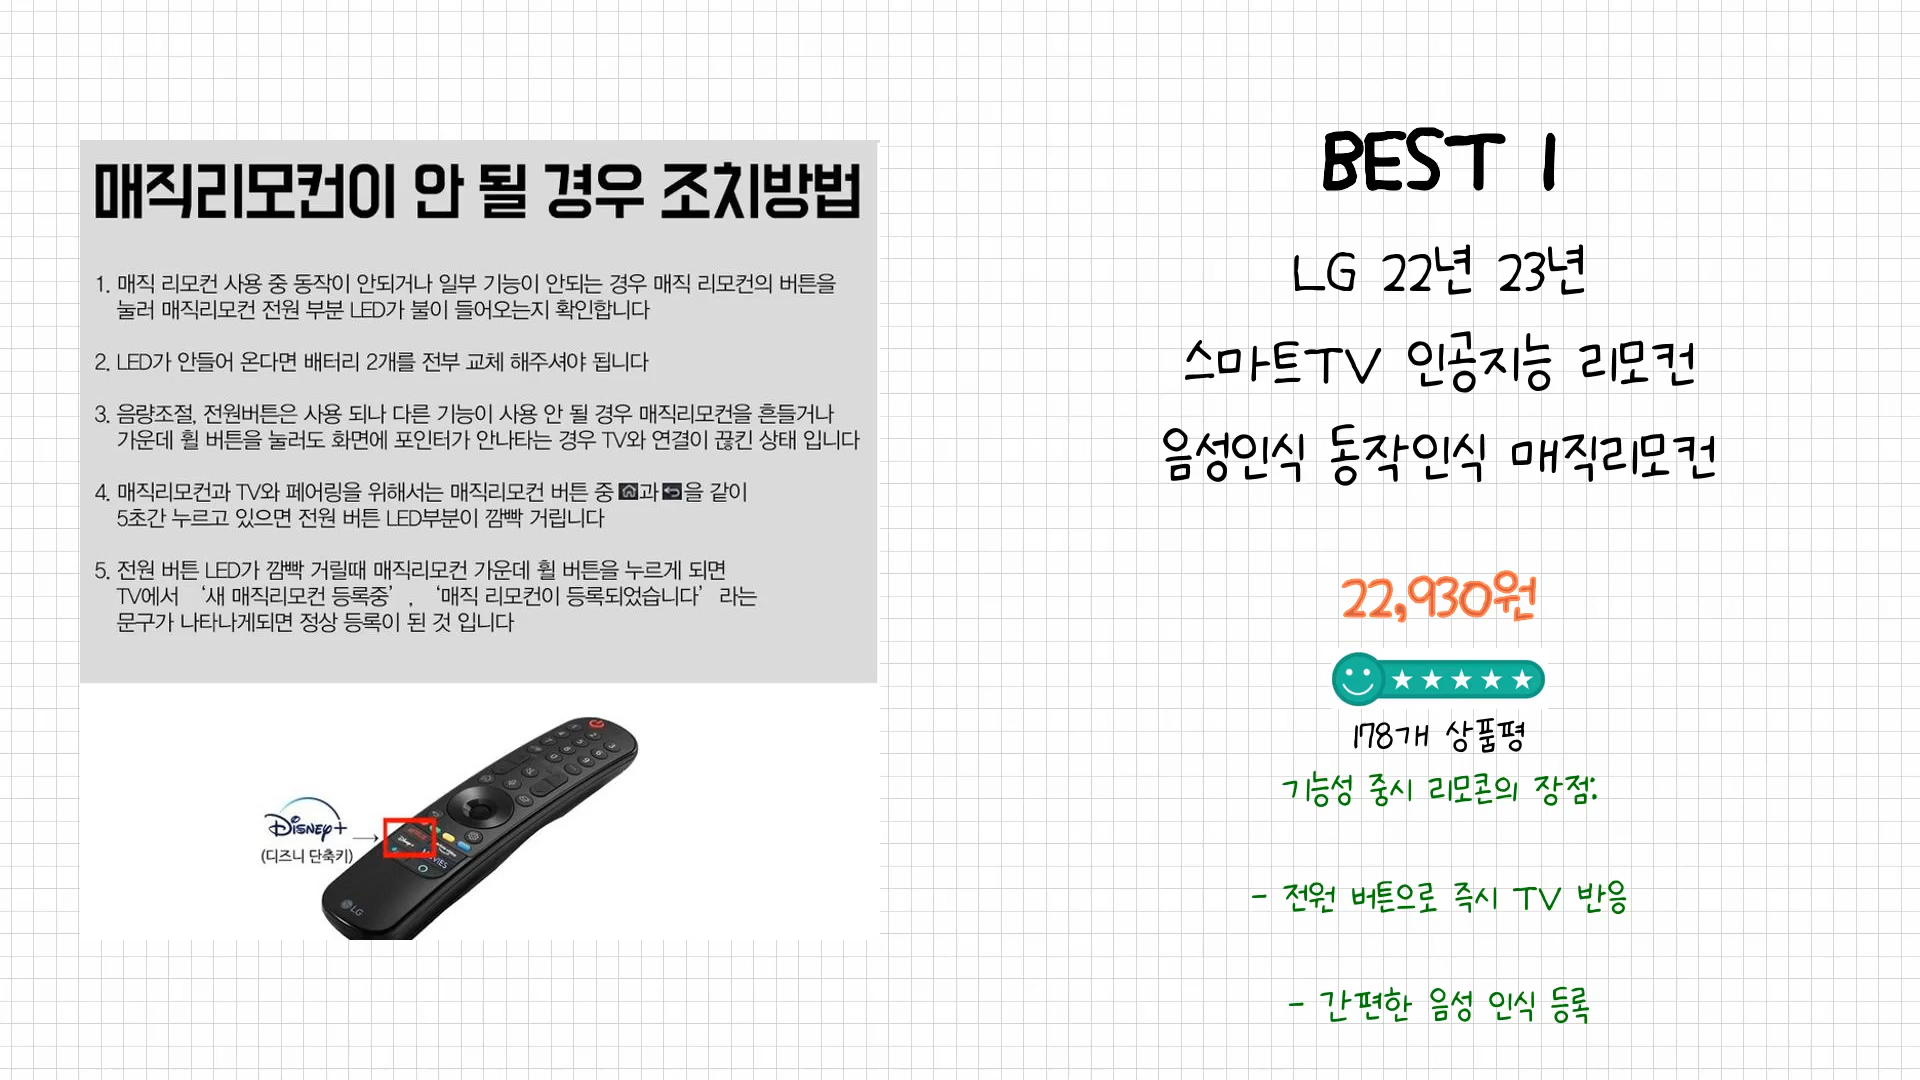 매직리모컨이 안 될 경우 조치방법
1. 매직 리모컨 사용 중 동작이 안되거나 일부 기능이 안되는 경우 매직 리모컨의 버튼을
눌러 매직리모컨 전원 부분 LED가 불이 들어오는지 확인합니다
2. LED가 안들어 온다면 배터리 2개를 전부 교체 해주셔야 됩니다
3. 음량조절, 전원버튼은 사용 되나 다른 기능이 사용 안 될 경우 매직리모컨을 흔들거나
가운데 휠 버튼을 눌러도 화면에 포인터가 안나타는 경우 TV와 연결이 끊킨 상태 입니다
4. 매직리모컨과 TV와 페어링을 위해서는 매직리모컨 버튼 중 과 을 같이
5초간 누르고 있으면 전원 버튼 LED부분이 깜빡 거립니다
5. 전원 버튼 LED가 깜빡 거릴때 매직리모컨 가운데 휠 버튼을 누르게 되면
TV에서 ‘새 매직리모컨 등록중’, ‘매직 리모컨이 등록되었습니다’ 라는
문구가 나타나게되면 정상 등록이 된 것 입니다
Disney+
(디즈니 단축키)
LG
BEST 1
LG 22년 23년
스마트TV 인공지능 리모컨
음성인식 동작인식 매직리모컨
22,930원
178개 상품평
기능성 중시 리모콘의 장점:
- 전원 버튼으로 즉시 TV 반응
- 간편한 음성 인식 등록